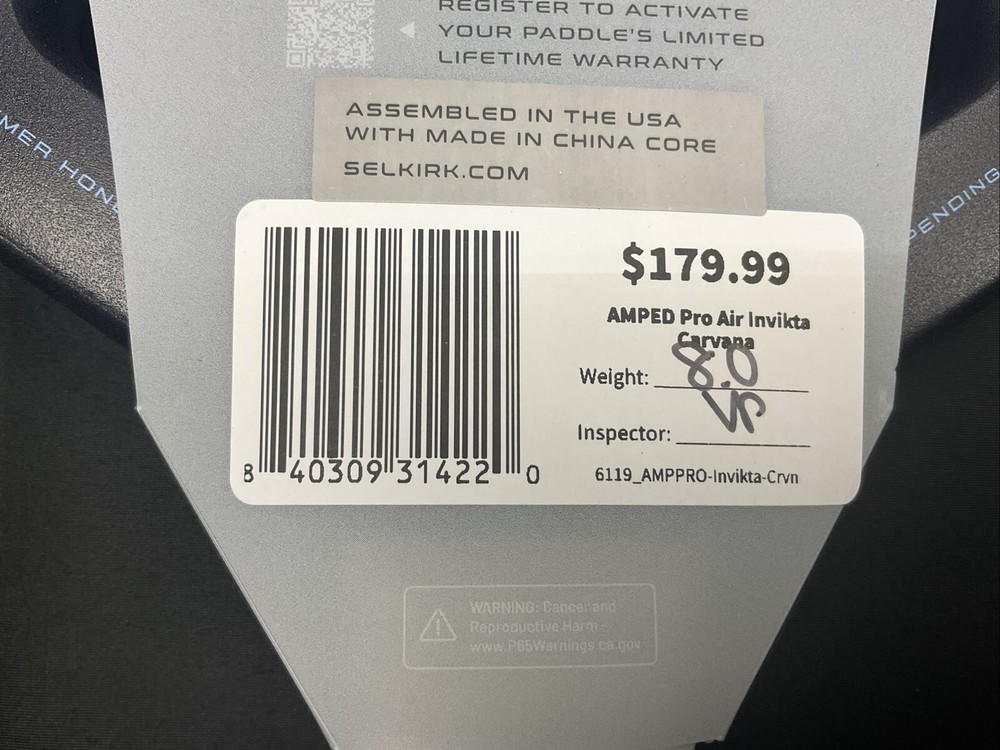 REGISTER TO ACTIVATE
YOUR PADDLE'S LIMITED
LIFETIME WARRANTY
ASSEMBLED IN THE USA
WITH MADE IN CHINA CORE
SELKIRK.COM
$179.99
AMPED Pro Air Invikta
Carvana
Weight: 8.0
Inspector: VP
6119_AMPPRO-Invikta-Crvn
8 40309 31422 0
WARNING: Cancer and
Reproductive Harm -
www.P65Warnings.ca.gov
PENDING